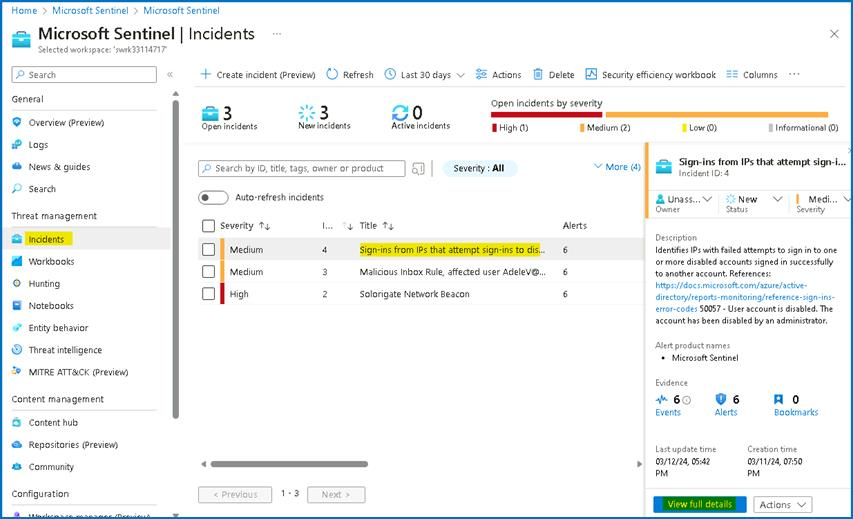 Home > Microsoft Sentinel > Microsoft Sentinel
Microsoft Sentinel | Incidents ...
Selected workspace: 'swrk33114717'
Search «
General
Overview (Preview)
Logs
News & guides
Search
Threat management
Incidents
Workbooks
Hunting
Notebooks
Entity behavior
Threat intelligence
MITRE ATT&CK (Preview)
Content management
Content hub
Repositories (Preview)
Community
Configuration
Workspace manager (Preview)
+ Create incident (Preview) Refresh Last 30 days Actions Delete Security efficiency workbook Columns ...
3 Open incidents
3 New incidents
0 Active incidents
Open incidents by severity
High (1) Medium (2) Low (0) Informational (0)
Search by ID, title, tags, owner or product Severity : All More (4)
Auto-refresh incidents
Severity ↑↓ I... ↑↓ Title ↑↓ Alerts
Medium 4 Sign-ins from IPs that attempt sign-ins to dis... 6
Medium 3 Malicious Inbox Rule, affected user AdeleV@... 6
High 2 Solorigate Network Beacon 6
< Previous 1 - 3 Next >
Sign-ins from IPs that attempt sign-i...
Incident ID: 4
Unass... New Medi...
Owner Status Severity
Description
Identifies IPs with failed attempts to sign in to one
or more disabled accounts signed in successfully
to another account. References:
https://docs.microsoft.com/azure/active-
directory/reports-monitoring/reference-sign-ins-
error-codes 50057 - User account is disabled. The
account has been disabled by an administrator.
Alert product names
• Microsoft Sentinel
Evidence
6 6 0
Events Alerts Bookmarks
Last update time Creation time
03/12/24, 05:42 03/11/24, 07:50
PM PM
View full details Actions